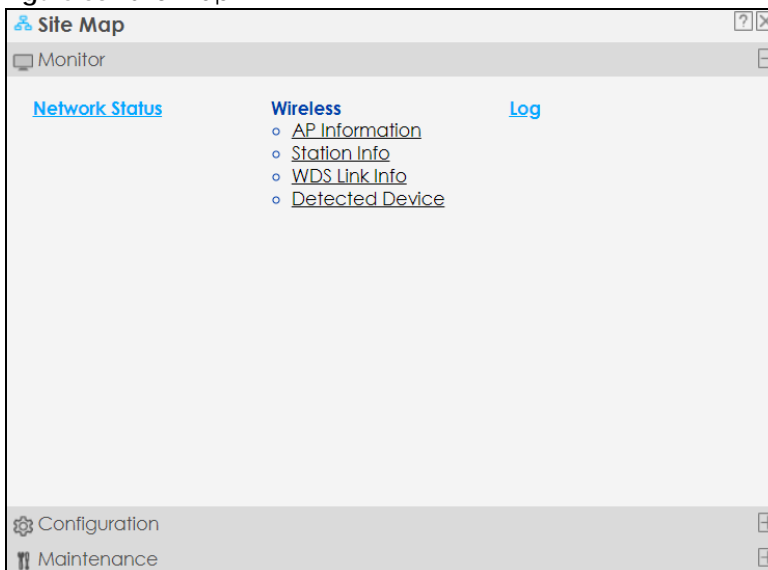 Site Map
Monitor
Network Status
Wireless
AP Information
Station Info
WDS Link Info
Detected Device
Log
Configuration
Maintenance